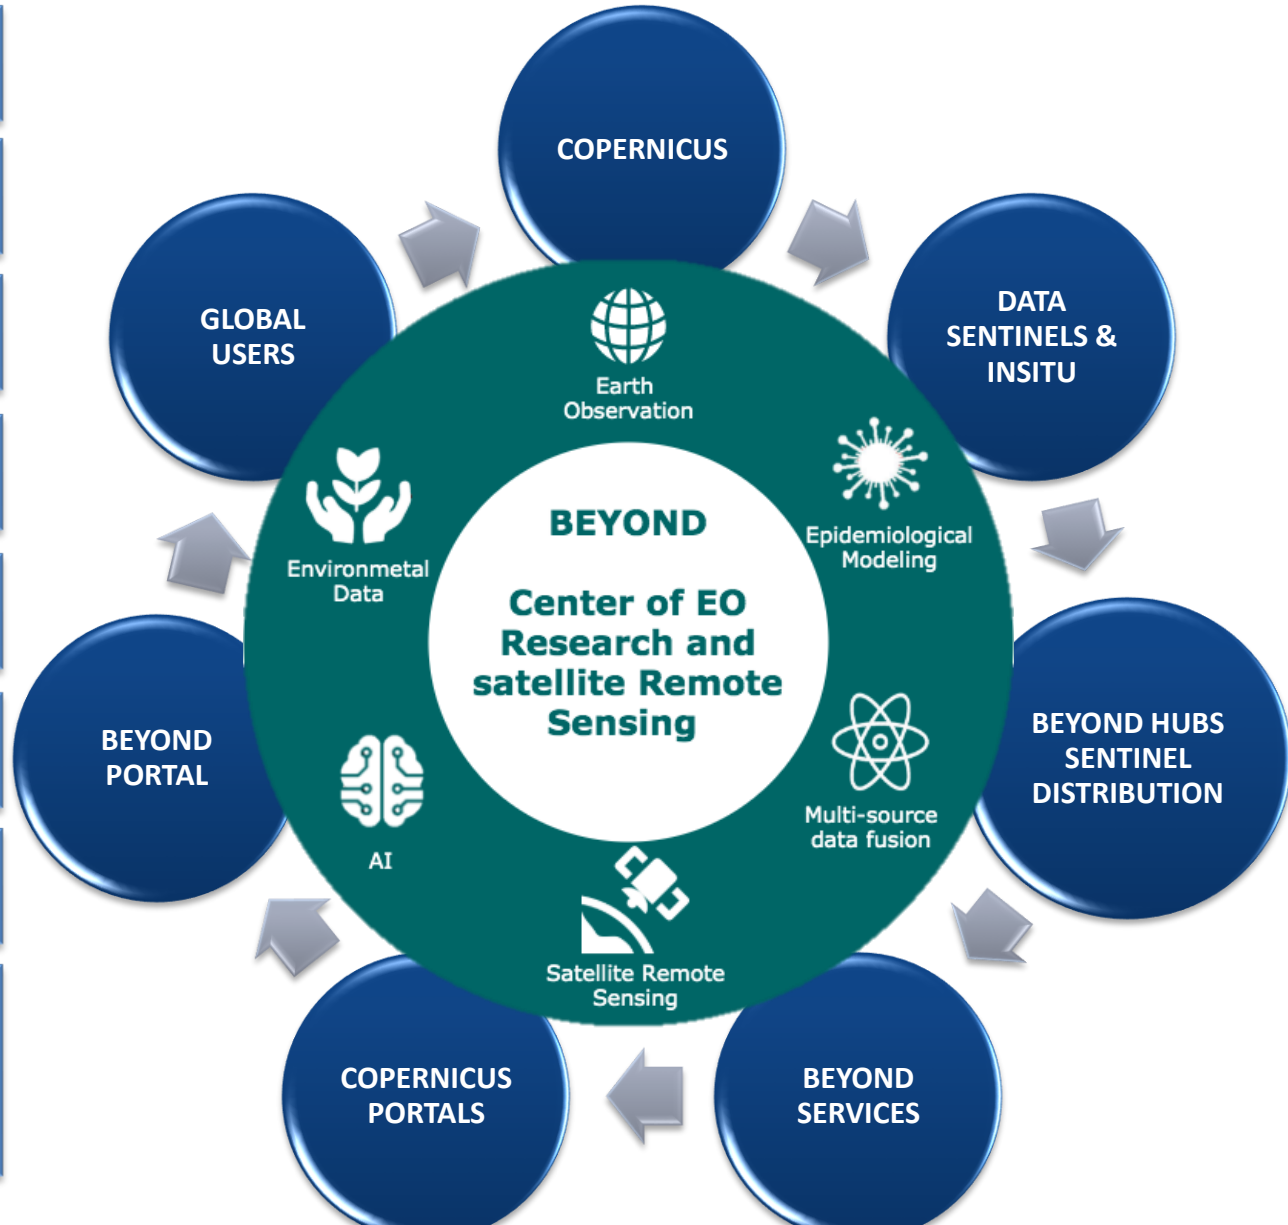 COPERNICUS
DATA
SENTINELS &
INSITU
BEYOND HUBS
SENTINEL
DISTRIBUTION
BEYOND
SERVICES
COPERNICUS
PORTALS
BEYOND
PORTAL
GLOBAL
USERS
Earth
Observation
Epidemiological
Modeling
Multi-source
data fusion
Satellite Remote
Sensing
AI
Environmetal
Data
BEYOND
Center of EO
Research and
satellite Remote
Sensing